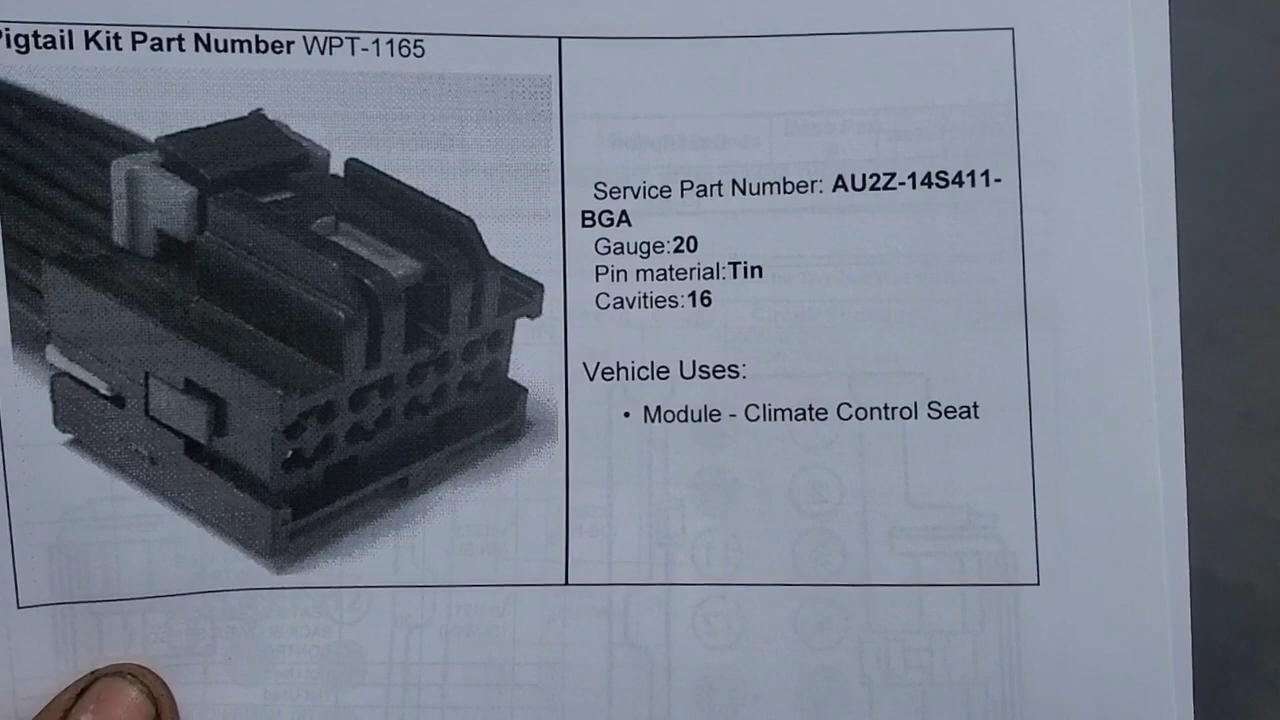 Pigtail Kit Part Number WPT-1165
Service Part Number: AU2Z-14S411-
BGA
Gauge:20
Pin material:Tin
Cavities:16
Vehicle Uses:
• Module - Climate Control Seat